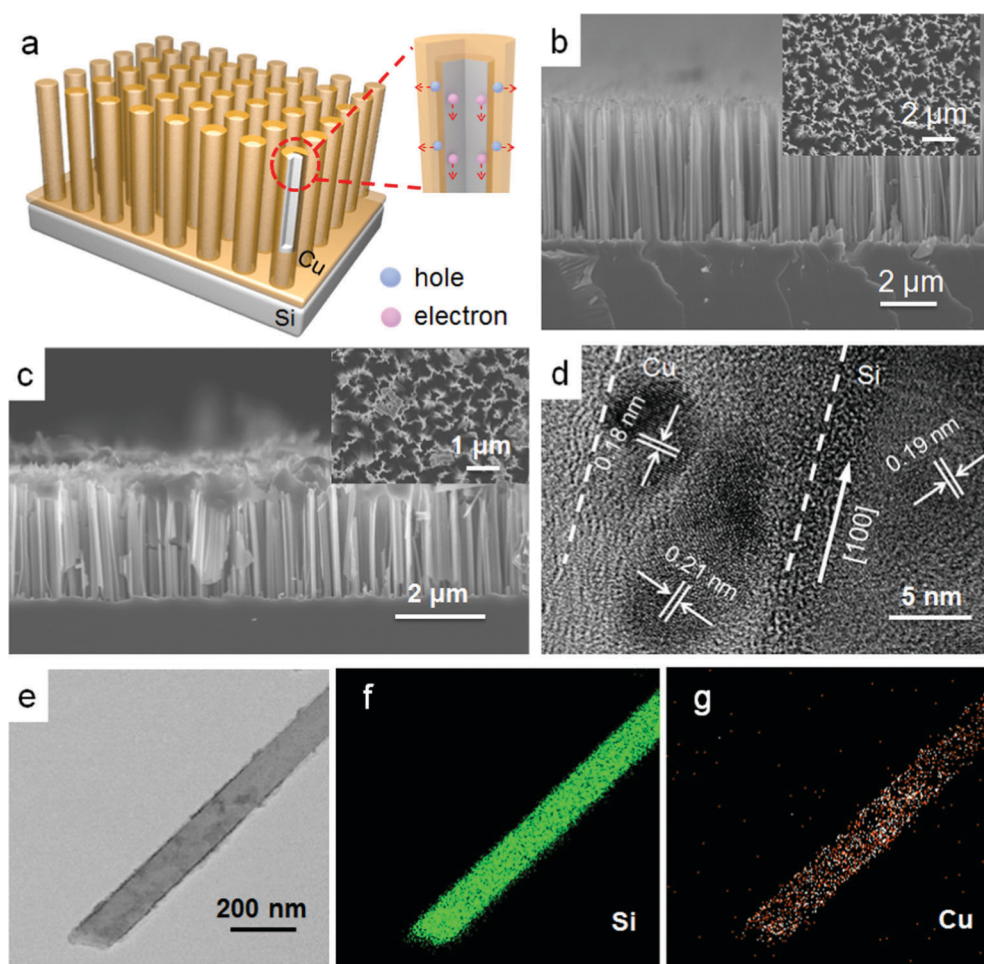 a
Cu
Si
hole
electron
b
2 μm
2 μm
c
1 μm
2 μm
d
Cu
Si
0.18 nm
0.19 nm
[100]
0.21 nm
5 nm
e
200 nm
f
Si
g
Cu